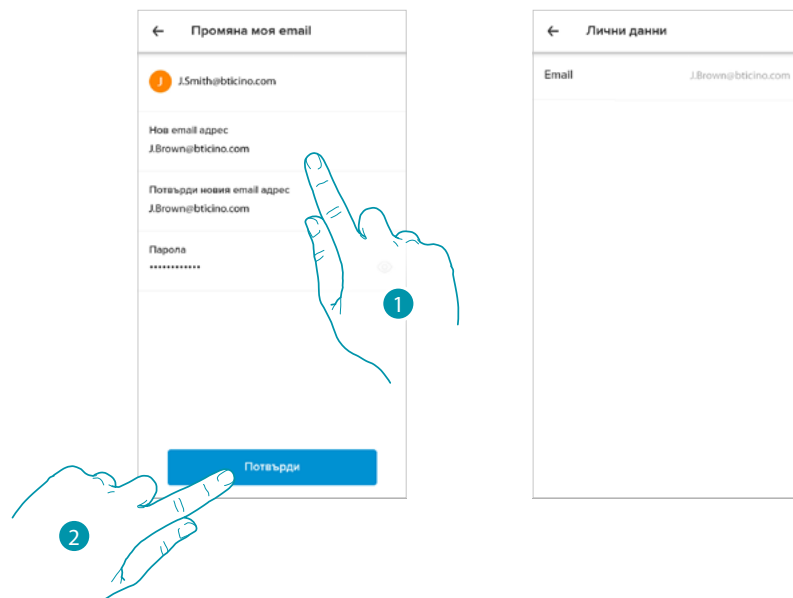 Промяна моя email
J
J.Smith@bticino.com
Нов email адрес
J.Brown@bticino.com
Потвърди новия email адрес
J.Brown@bticino.com
Парола
••••••••••••
1
Потвърди
2
Лични данни
Email
J.Brown@bticino.com